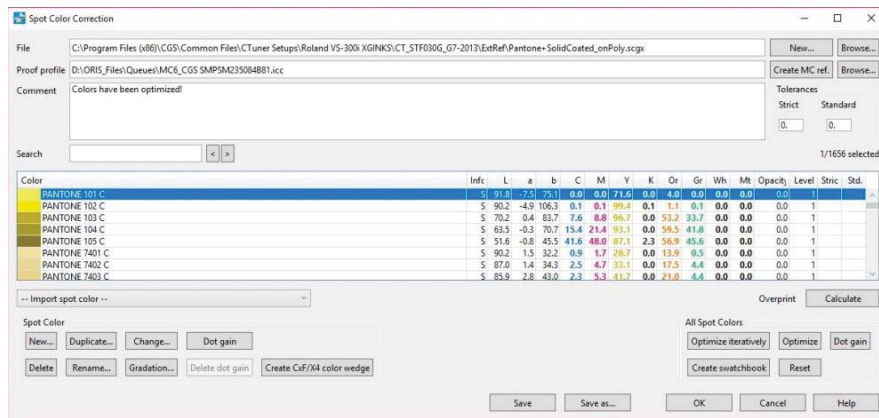 Spot Color Correction
File C:\Program Files (x86)\CGS\Common Files\CTuner Setups\Roland VS-300i XGINKS\CT_STF030G_G7-2013\ExtRef\Pantone+SolidCoated_onPoly.scgx New... Browse...
Proof profile D:\ORIS_Files\Queues\MC6_CGS SMPSM235084B81.icc Create MC ref. Browse...
Comment Colors have been optimized! Tolerances
Strict Standard
0. 0.
Search < > 1/1656 selected
Color Infc L a b C M Y K Or Gr Wh Mt Opacity Level Stric Std.
PANTONE 101 C S 91.8 -7.5 75.1 0.0 0.0 71.6 0.0 4.0 0.0 0.0 0.0 0.0 1
PANTONE 102 C S 90.2 -4.9 106.3 0.1 0.1 99.4 0.1 1.1 0.1 0.0 0.0 0.0 1
PANTONE 103 C S 70.2 0.4 83.7 7.6 8.8 96.7 0.0 53.2 33.7 0.0 0.0 0.0 1
PANTONE 104 C S 63.5 -0.3 70.7 15.4 21.4 93.1 0.0 59.5 41.8 0.0 0.0 0.0 1
PANTONE 105 C S 51.6 -0.8 45.5 41.6 48.0 87.1 2.3 56.9 45.6 0.0 0.0 0.0 1
PANTONE 7401 C S 90.2 1.5 32.2 0.9 1.7 28.7 0.0 13.9 0.5 0.0 0.0 0.0 1
PANTONE 7402 C S 87.0 1.4 34.3 2.5 4.7 33.1 0.0 17.5 4.4 0.0 0.0 0.0 1
PANTONE 7403 C S 85.9 2.8 43.0 2.3 5.3 41.7 0.0 21.0 4.4 0.0 0.0 0.0 1
-- Import spot color -- Overprint Calculate
Spot Color All Spot Colors
New... Duplicate... Change... Dot gain Optimize iteratively Optimize Dot gain
Delete Rename... Gradation... Delete dot gain Create CxF/X4 color wedge Create swatchbook Reset
Save Save as... OK Cancel Help